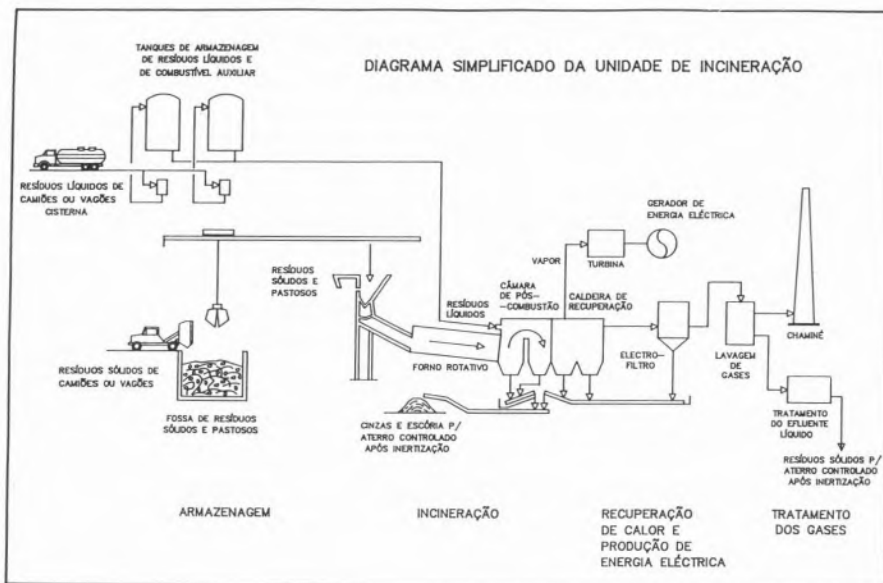 TANQUES DE ARMAZENAGEM
DE RESÍDUOS LÍQUIDOS E
DE COMBUSTÍVEL AUXILIAR
DIAGRAMA SIMPLIFICADO DA UNIDADE DE INCINERAÇÃO
RESÍDUOS LÍQUIDOS DE
CAMIÕES OU VAGÕES
CISTERNA
GERADOR DE
ENERGIA ELÉCTRICA
VAPOR
TURBINA
RESÍDUOS
SÓLIDOS E
PASTOSOS
RESÍDUOS
LÍQUIDOS
CÂMARA
DE PÓS-
-COMBUSTÃO
CALDEIRA DE
RECUPERAÇÃO
RESÍDUOS SÓLIDOS DE
CAMIÕES OU VAGÕES
FORNO ROTATIVO
ELECTRO-
FILTRO
LAVAGEM
DE
GASES
CHAMINÉ
FOSSA DE RESÍDUOS
SÓLIDOS E PASTOSOS
CINZAS E ESCÓRIA P/
ATERRO CONTROLADO
APÓS INERTIZAÇÃO
TRATAMENTO
DO EFLUENTE
LÍQUIDO
RESÍDUOS SÓLIDOS P/
ATERRO CONTROLADO
APÓS INERTIZAÇÃO
ARMAZENAGEM
INCINERAÇÃO
RECUPERAÇÃO
DE CALOR E
PRODUÇÃO DE
ENERGIA ELÉCTRICA
TRATAMENTO
DOS GASES